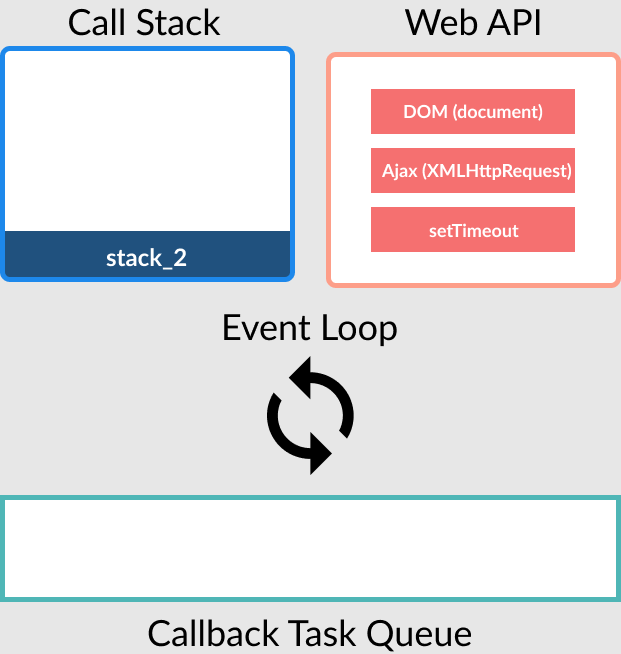 Call Stack
Web API
DOM (document)
Ajax (XMLHttpRequest)
setTimeout
stack_2
Event Loop
Callback Task Queue